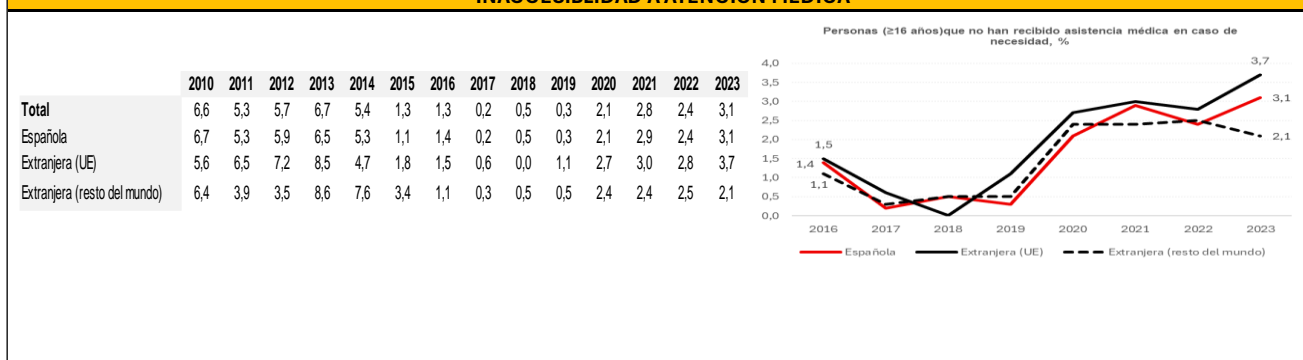 2010 2011 2012 2013 2014 2015 2016 2017 2018 2019 2020 2021 2022 2023
Total 6,6 5,3 5,7 6,7 5,4 1,3 1,3 0,2 0,5 0,3 2,1 2,8 2,4 3,1
Española 6,7 5,3 5,9 6,5 5,3 1,1 1,4 0,2 0,5 0,3 2,1 2,9 2,4 3,1
Extranjera (UE) 5,6 6,5 7,2 8,5 4,7 1,8 1,5 0,6 0,0 1,1 2,7 3,0 2,8 3,7
Extranjera (resto del mundo) 6,4 3,9 3,5 8,6 7,6 3,4 1,1 0,3 0,5 0,5 2,4 2,4 2,5 2,1
Personas (≥16 años)que no han recibido asistencia médica en caso de
necesidad, %
4,0
3,5
3,0
2,5
2,0
1,5
1,0
0,5
0,0
1,5
1,4
1,1
3,7
3,1
2,1
2016 2017 2018 2019 2020 2021 2022 2023
Española Extranjera (UE) Extranjera (resto del mundo)